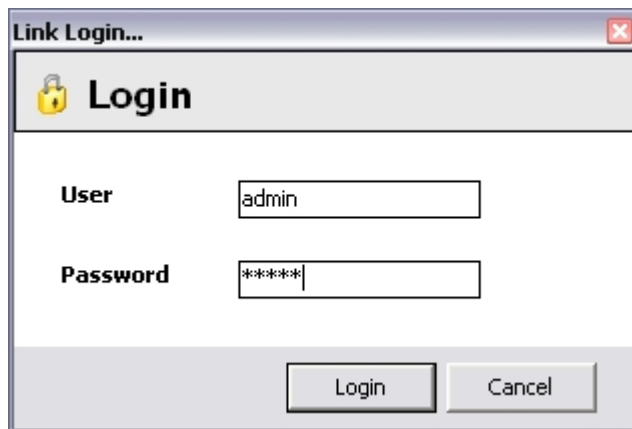 Link Login...
Login
User
admin
Password
*****
Login Cancel